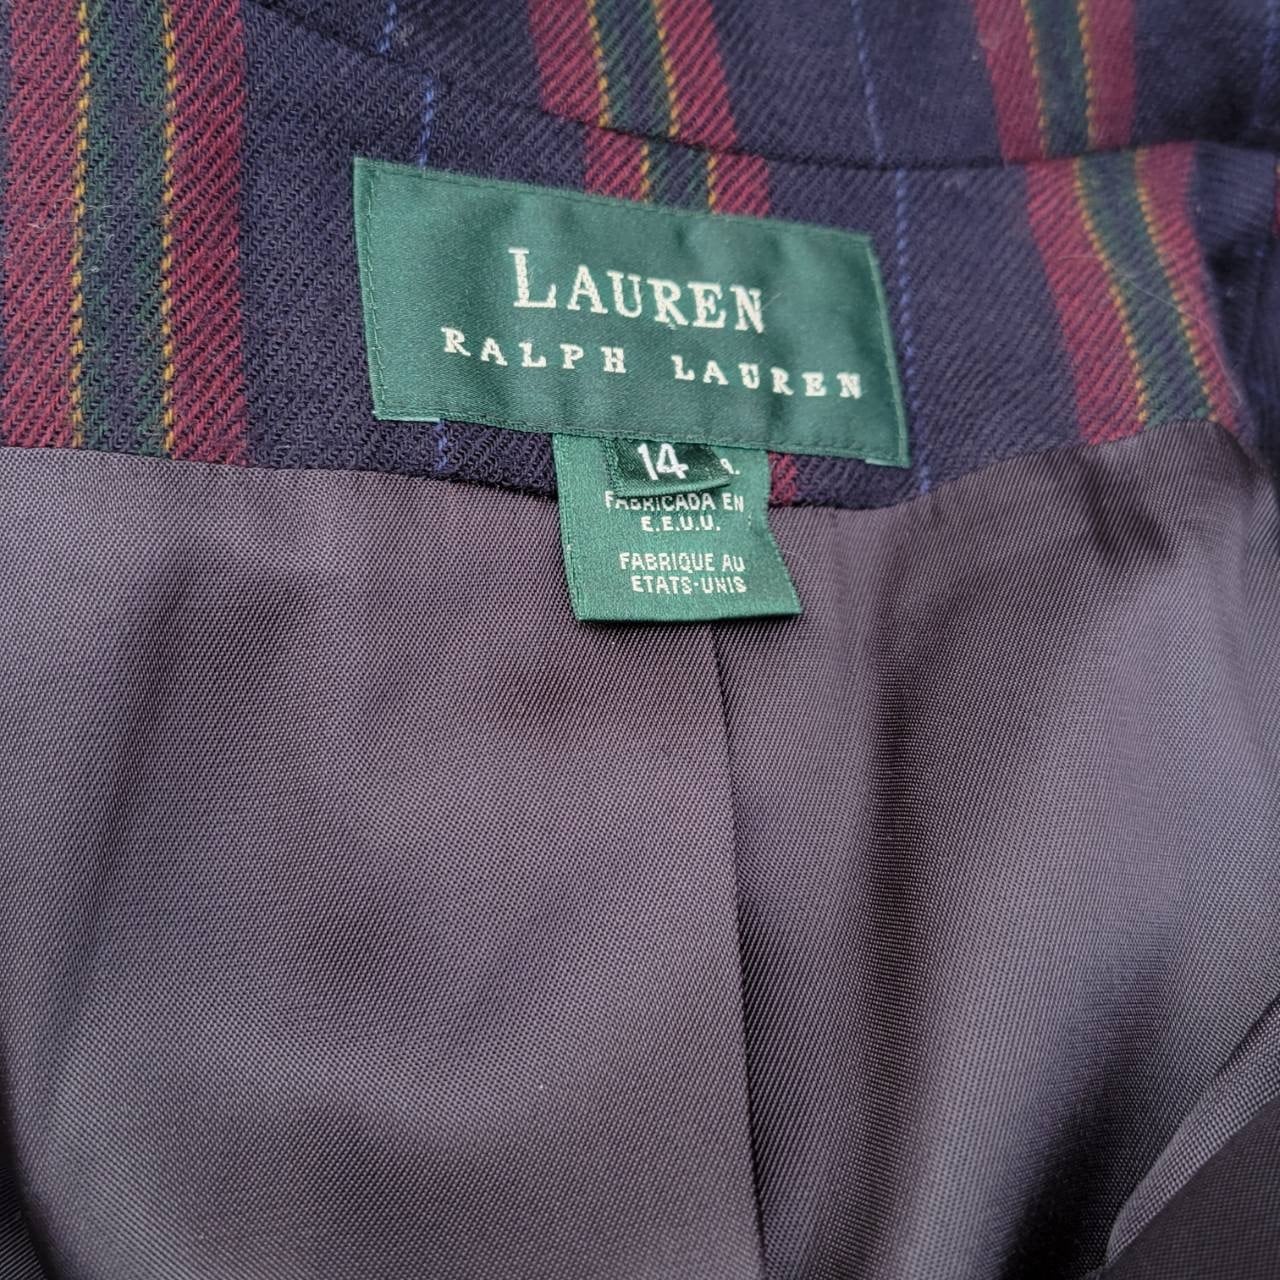 LAUREN
RALPH LAUREN
14
A.
FABRICADA EN
E.E.U.U.
FABRIQUE AU
ETATS-UNIS